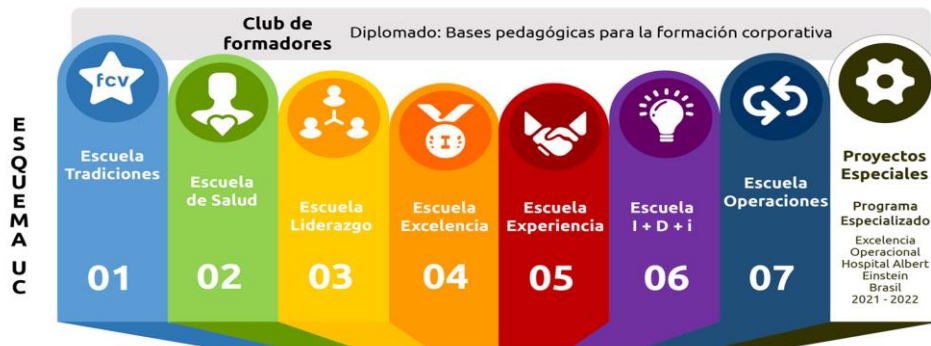 Club de
formadores
Diplomado: Bases pedagógicas para la formación corporativa
ESQUEMA UC
fcv
Escuela
Tradiciones
01
Escuela
de Salud
02
Escuela
Liderazgo
03
I
Escuela
Excelencia
04
Escuela
Experiencia
05
Escuela
I + D + i
06
Escuela
Operaciones
07
Proyectos
Especiales
Programa
Especializado
Excelencia
Operacional
Hospital Albert
Einstein
Brasil
2021 - 2022